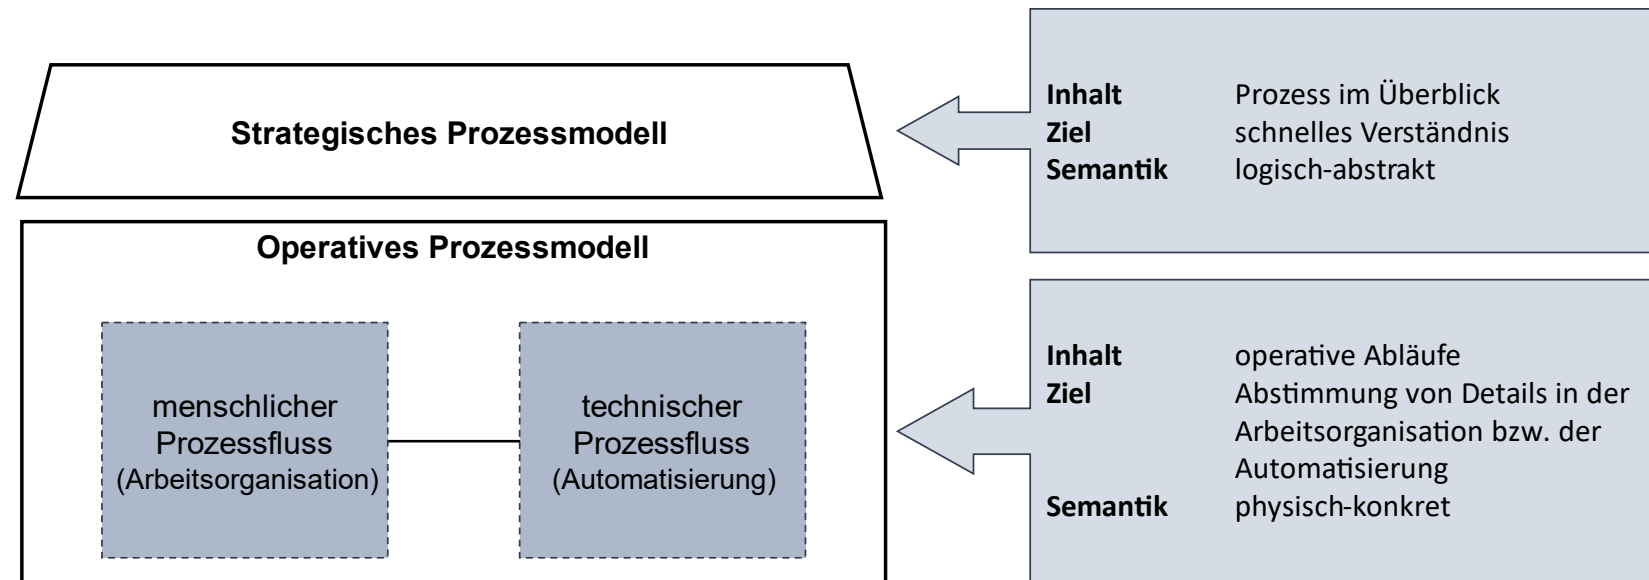 Strategisches Prozessmodell
Inhalt Prozess im Überblick
Ziel schnelles Verständnis
Semantik logisch-abstrakt
Operatives Prozessmodell
menschlicher
Prozessfluss
(Arbeitsorganisation)
technischer
Prozessfluss
(Automatisierung)
Inhalt operative Abläufe
Ziel Abstimmung von Details in der
Arbeitsorganisation bzw. der
Automatisierung
Semantik physisch-konkret